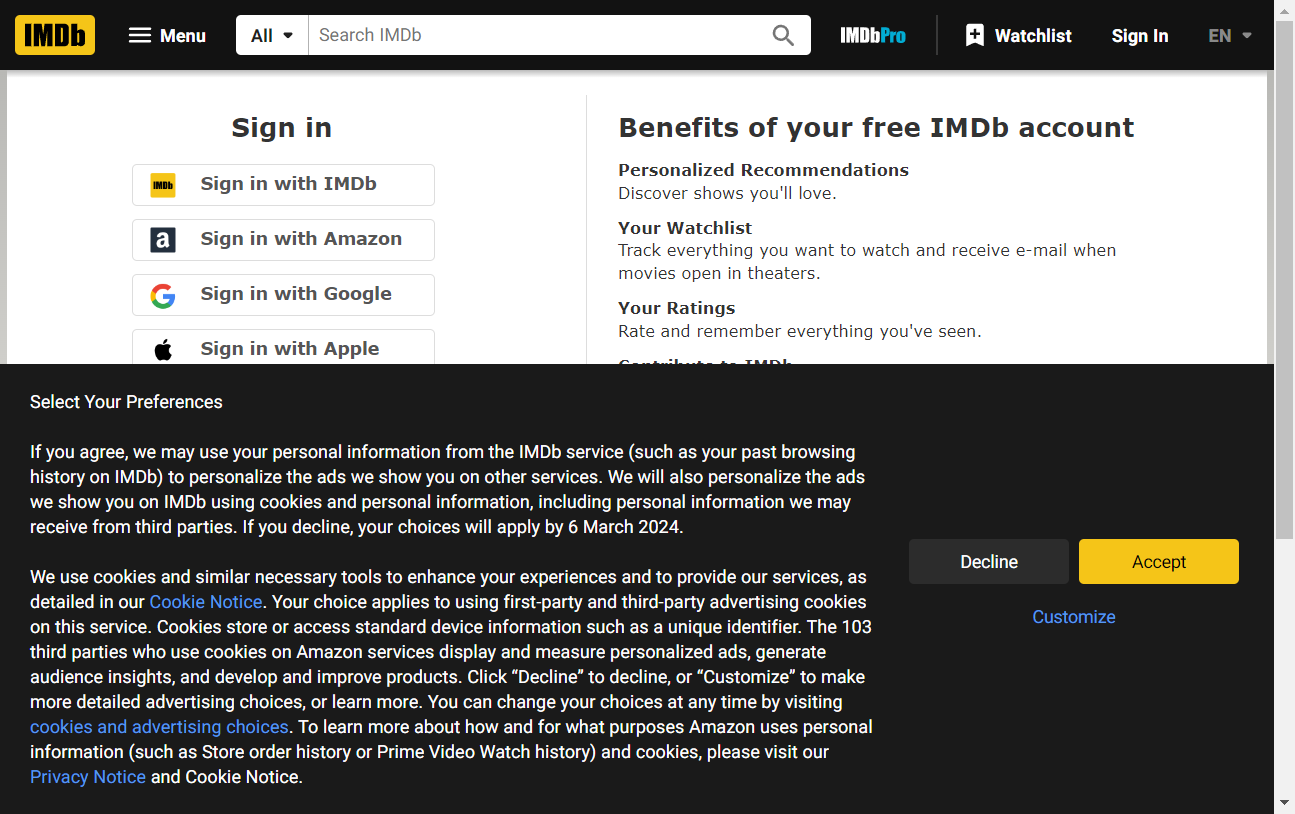 IMDb
Menu
All
Search IMDb
IMDbPro
Watchlist
Sign In
EN
Sign in
IMDb Sign in with IMDb
a Sign in with Amazon
G Sign in with Google
Sign in with Apple
Benefits of your free IMDb account
Personalized Recommendations
Discover shows you'll love.
Your Watchlist
Track everything you want to watch and receive e-mail when
movies open in theaters.
Your Ratings
Rate and remember everything you've seen.
Contribute to IMDb
Select Your Preferences
If you agree, we may use your personal information from the IMDb service (such as your past browsing
history on IMDb) to personalize the ads we show you on other services. We will also personalize the ads
we show you on IMDb using cookies and personal information, including personal information we may
receive from third parties. If you decline, your choices will apply by 6 March 2024.
We use cookies and similar necessary tools to enhance your experiences and to provide our services, as
detailed in our Cookie Notice. Your choice applies to using first-party and third-party advertising cookies
on this service. Cookies store or access standard device information such as a unique identifier. The 103
third parties who use cookies on Amazon services display and measure personalized ads, generate
audience insights, and develop and improve products. Click “Decline” to decline, or “Customize” to make
more detailed advertising choices, or learn more. You can change your choices at any time by visiting
cookies and advertising choices. To learn more about how and for what purposes Amazon uses personal
information (such as Store order history or Prime Video Watch history) and cookies, please visit our
Privacy Notice and Cookie Notice.
Decline
Accept
Customize